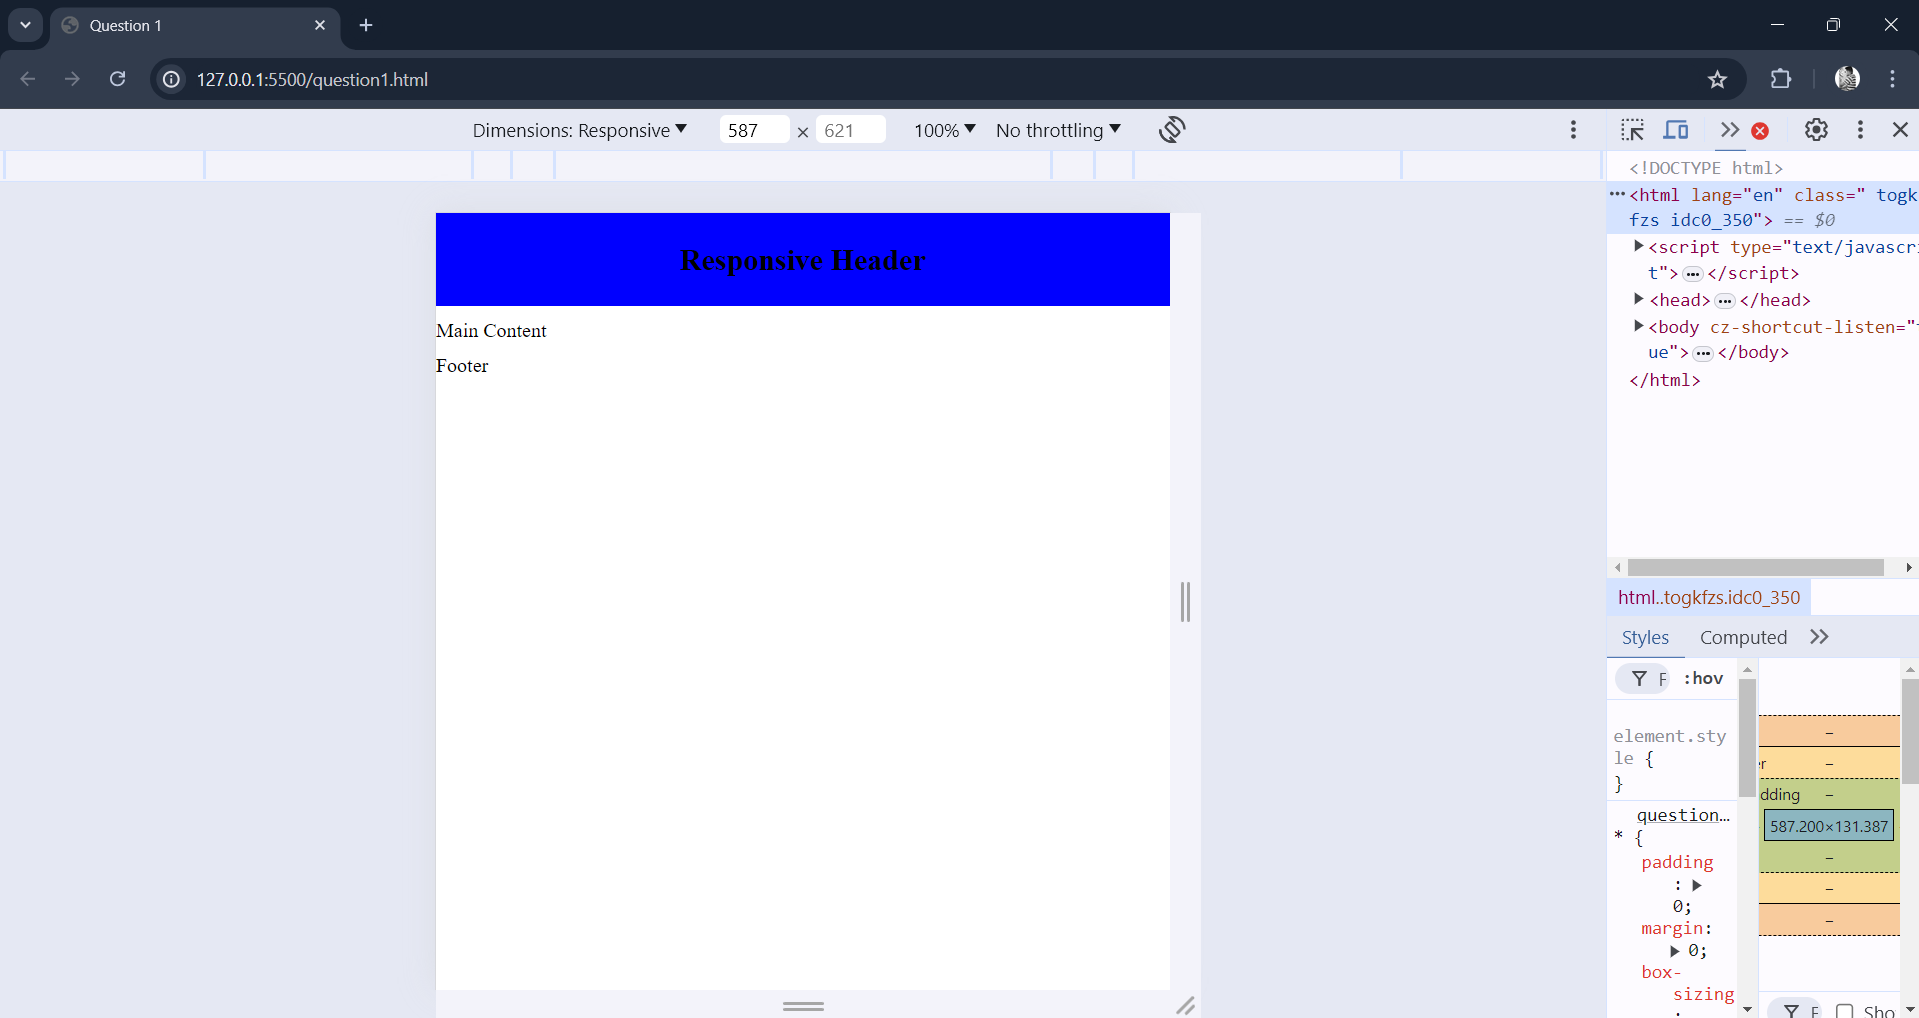 Question 1
127.0.0.1:5500/question1.html
Dimensions: Responsive 587 × 621 100% No throttling
<!DOCTYPE html>
<html lang="en" class=" togk
fzs idc0_350"> == $0
<script type="text/javascri
t"> </script>
<head> </head>
<body cz-shortcut-listen="
ue"> </body>
</html>
Responsive Header
Main Content
Footer
html..togkfzs.idc0_350
Styles Computed
F :hov
element.sty
le {
}
question…
* {
padding
:
0;
margin:
0;
box-
sizing
:
–
r –
dding –
587.200×131.387
–
–
–
F Sho